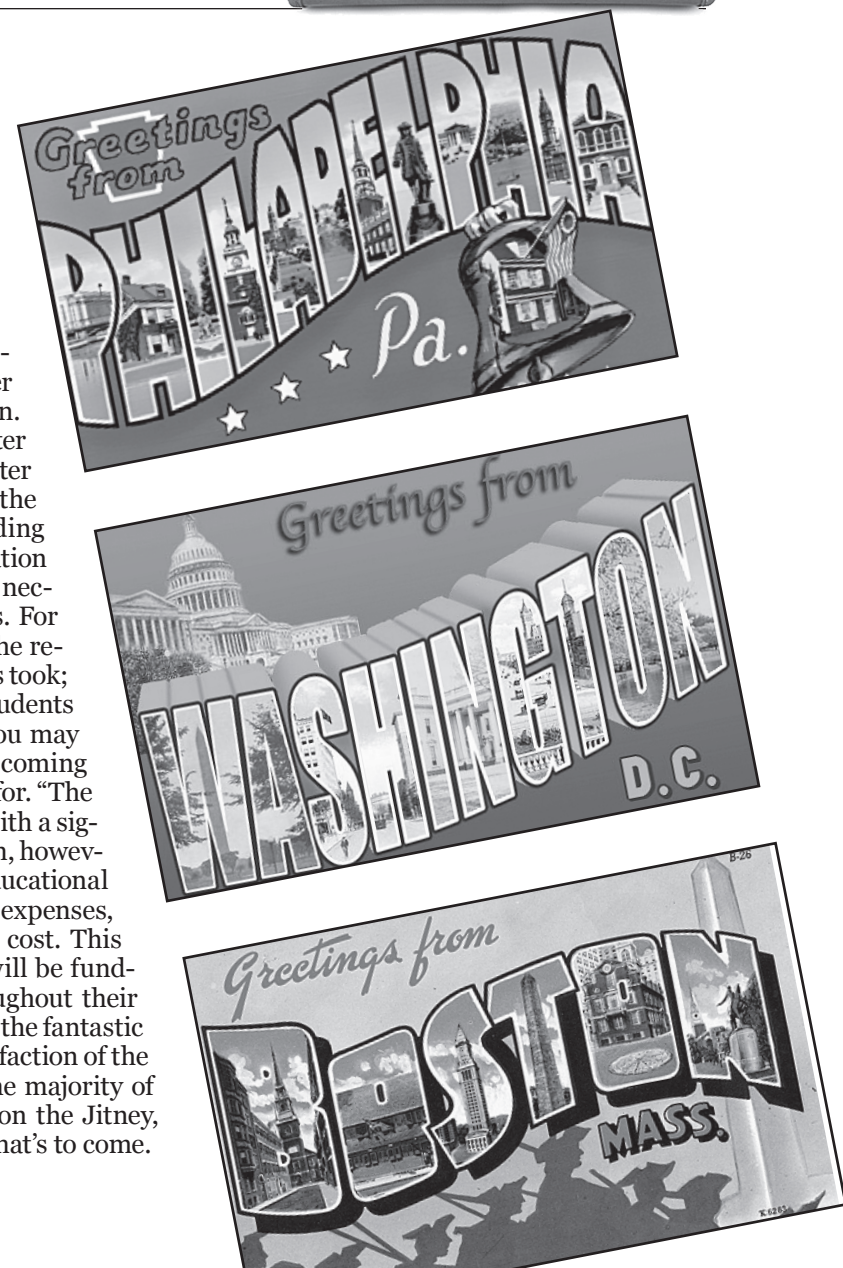 -
er
n.
ter
ter
the
ding
tion
nec-
s. For
he re-
s took;
udents
ou may
coming
for. “The
ith a sig-
n, howev-
ucational
expenses,
cost. This
will be fund-
ughout their
the fantastic
faction of the
he majority of
on the Jitney,
hat’s to come.
Greetings
from
PHILADELPHIA
Pa.
Greetings from
WASHINGTON
D.C.
B-26
Greetings from
BOSTON
MASS.
K6263